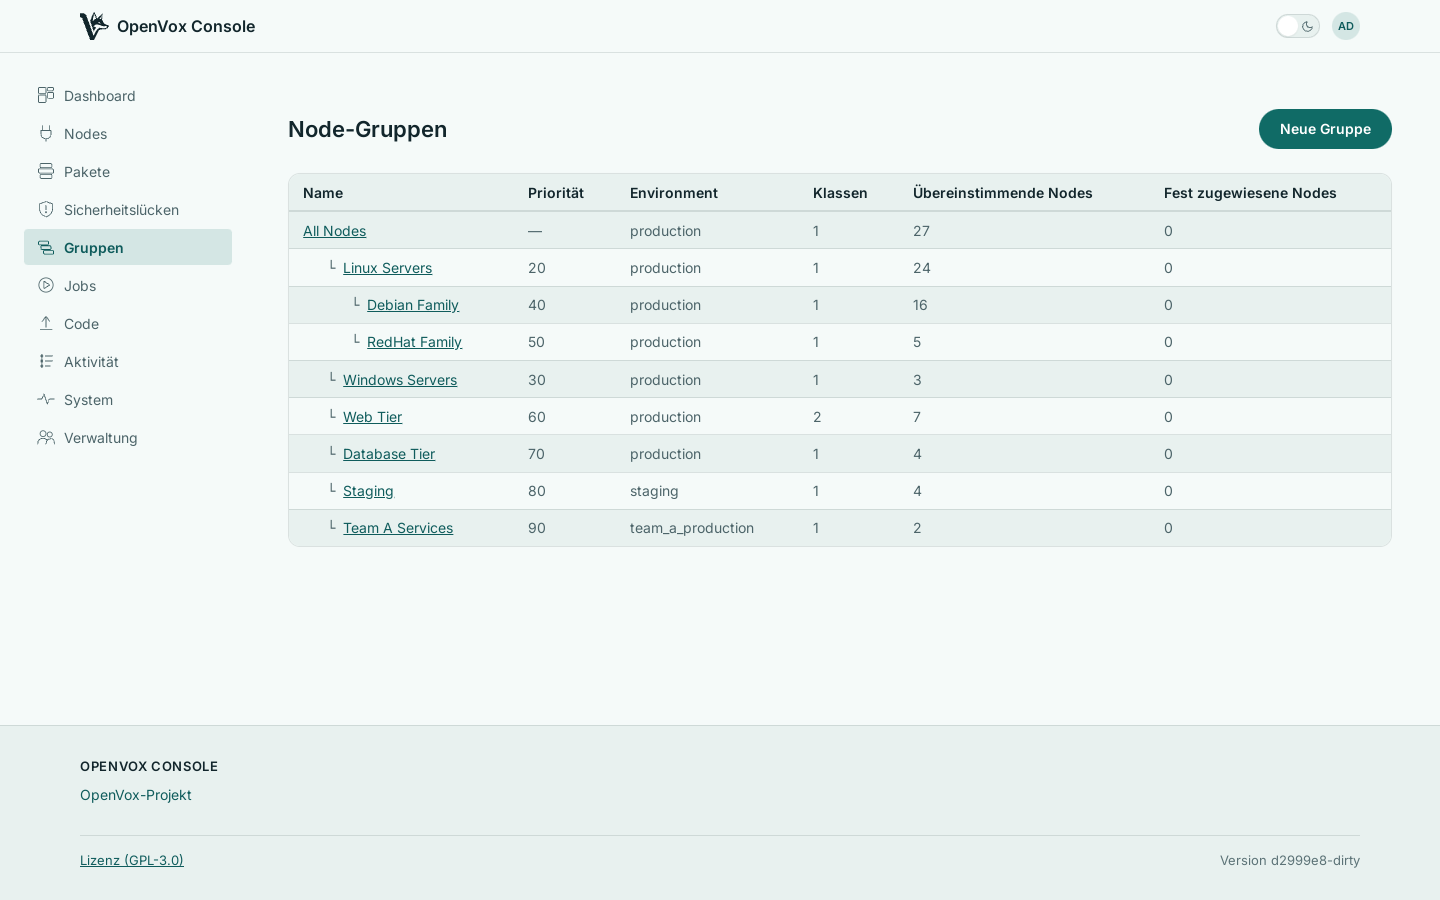 OpenVox Console
AD
Dashboard
Nodes
Pakete
Sicherheitslücken
Gruppen
Jobs
Code
Aktivität
System
Verwaltung
Node-Gruppen
Neue Gruppe
Name Priorität Environment Klassen Übereinstimmende Nodes Fest zugewiesene Nodes
All Nodes — production 1 27 0
└ Linux Servers 20 production 1 24 0
└ Debian Family 40 production 1 16 0
└ RedHat Family 50 production 1 5 0
└ Windows Servers 30 production 1 3 0
└ Web Tier 60 production 2 7 0
└ Database Tier 70 production 1 4 0
└ Staging 80 staging 1 4 0
└ Team A Services 90 team_a_production 1 2 0
OPENVOX CONSOLE
OpenVox-Projekt
Lizenz (GPL-3.0)
Version d2999e8-dirty